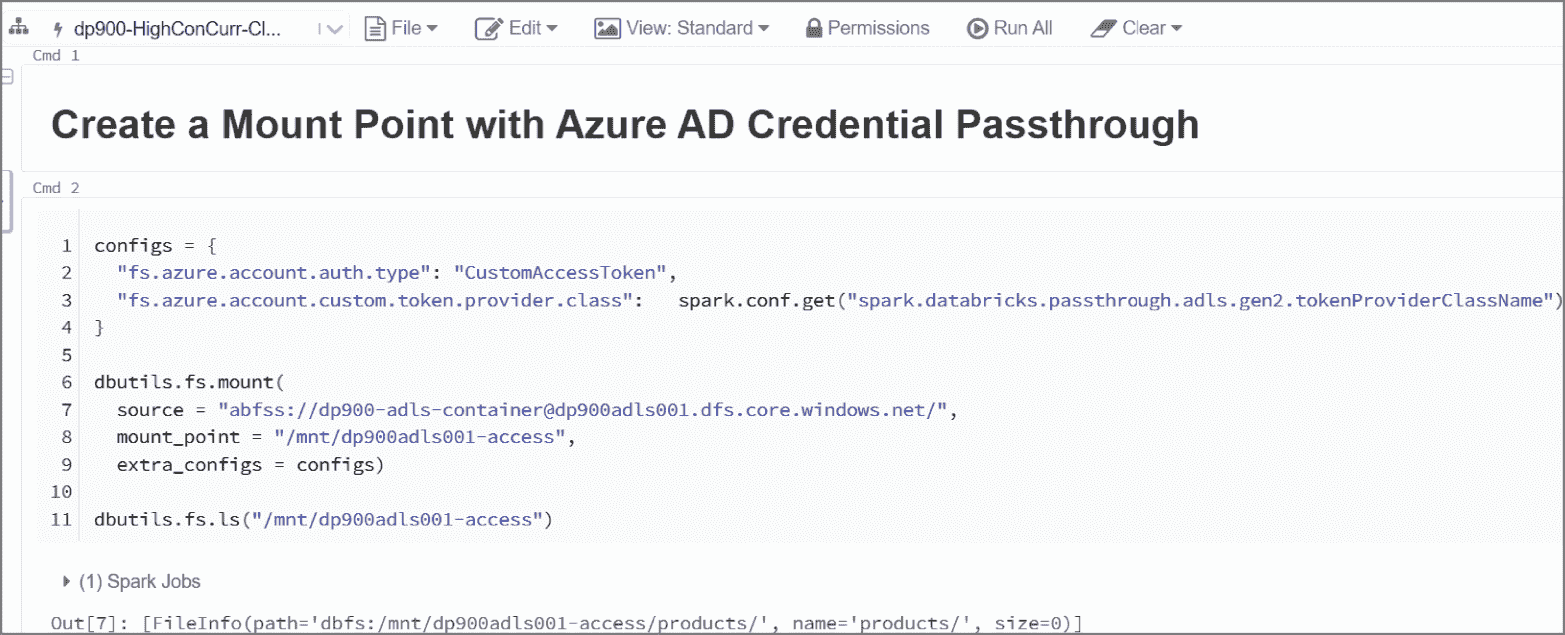 dp900-HighConCurr-Cl... File Edit View: Standard Permissions Run All Clear
Cmd 1
Create a Mount Point with Azure AD Credential Passthrough
Cmd 2
1 configs = {
2 "fs.azure.account.auth.type": "CustomAccessToken",
3 "fs.azure.account.custom.token.provider.class": spark.conf.get("spark.databricks.passthrough.adls.gen2.tokenProviderClassName")
4 }
5
6 dbutils.fs.mount(
7 source = "abfss://dp900-adls-container@dp900adls001.dfs.core.windows.net/",
8 mount_point = "/mnt/dp900adls001-access",
9 extra_configs = configs)
10
11 dbutils.fs.ls("/mnt/dp900adls001-access")
(1) Spark Jobs
Out[7]: [FileInfo(path='dbfs:/mnt/dp900adls001-access/products/', name='products/', size=0)]